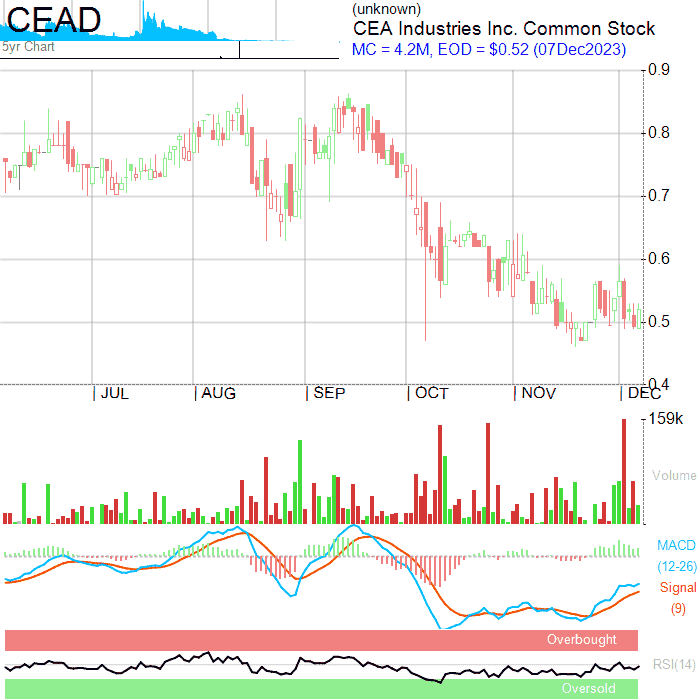 CEAD
5yr Chart
(unknown)
CEA Industries Inc. Common Stock
MC = 4.2M, EOD = $0.52 (07Dec2023)
0.9
0.8
0.7
0.6
0.5
0.4
JUL
AUG
SEP
OCT
NOV
DEC
159k
Volume
MACD
(12-26)
Signal
(9)
Overbought
RSI(14)
Oversold